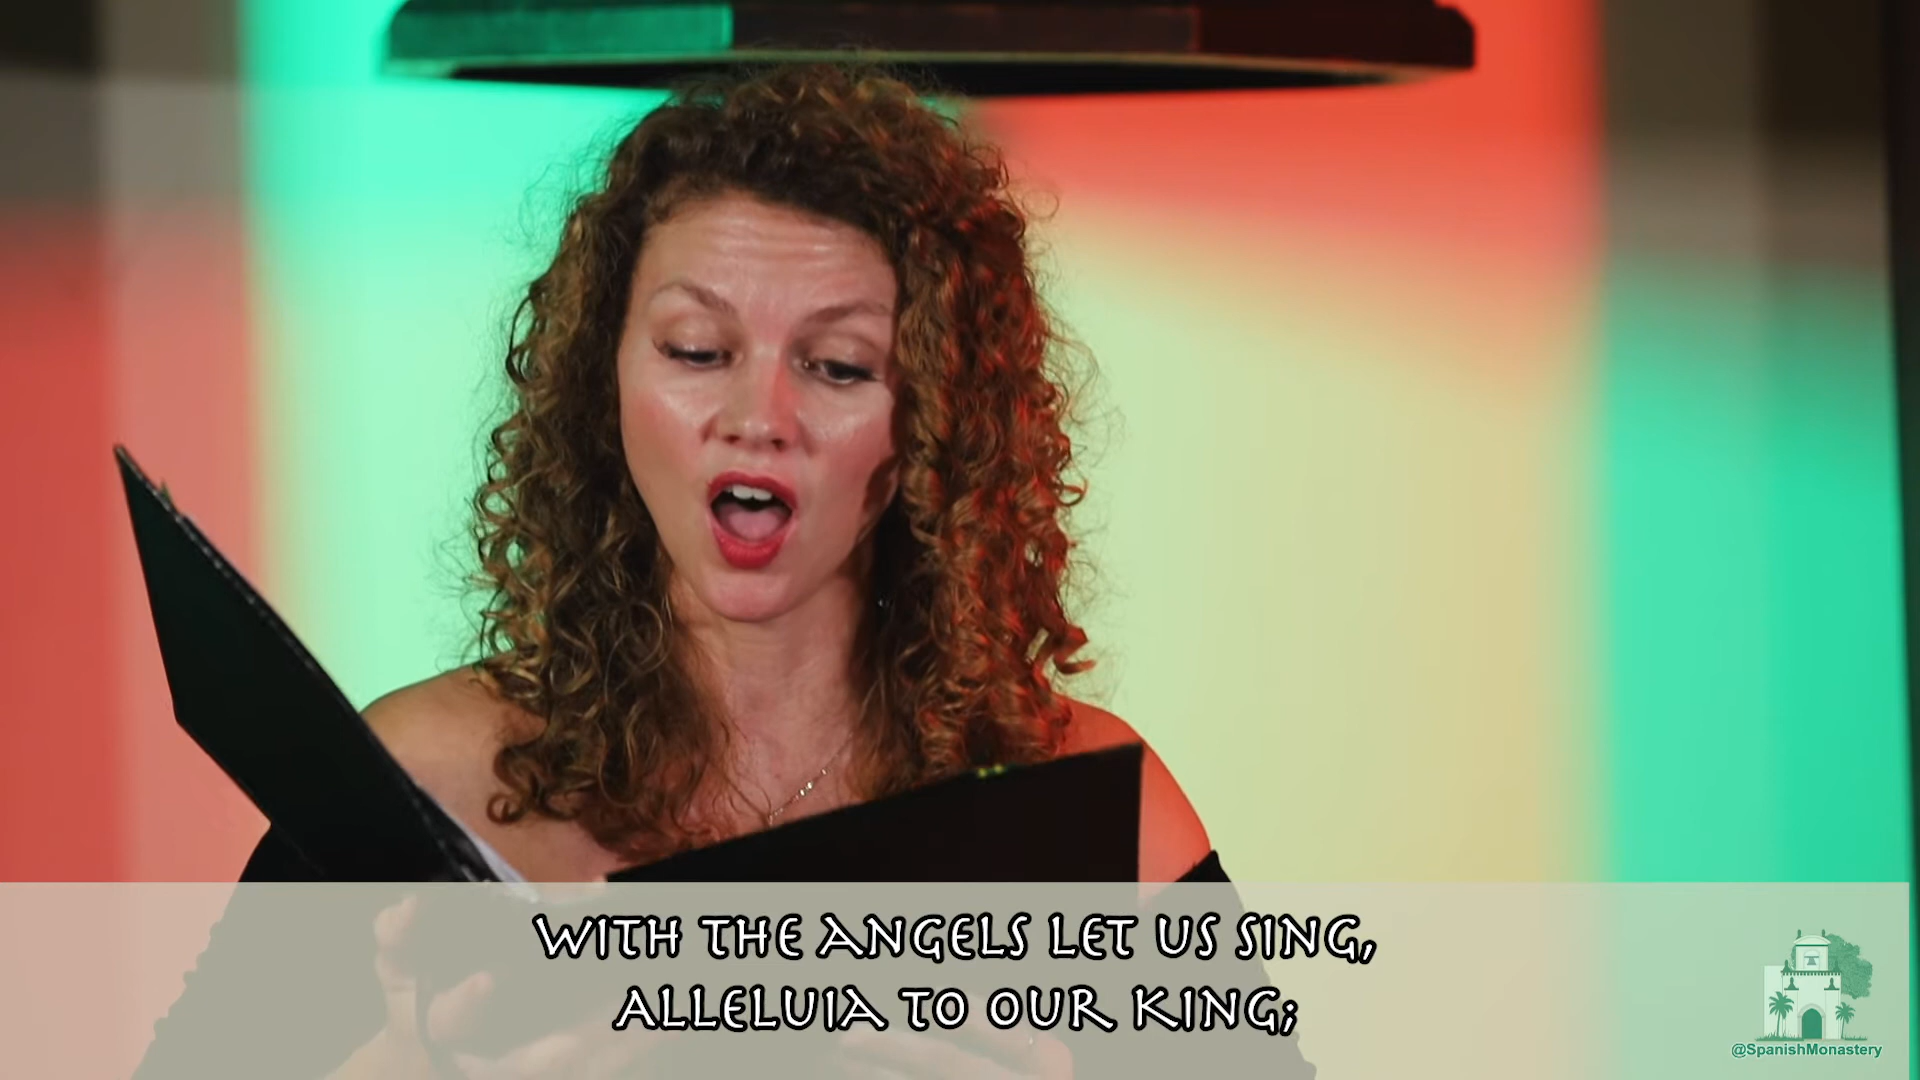 WITH THE ANGELS LET US SING,
ALLELUIA TO OUR KING;
@SpanishMonastery